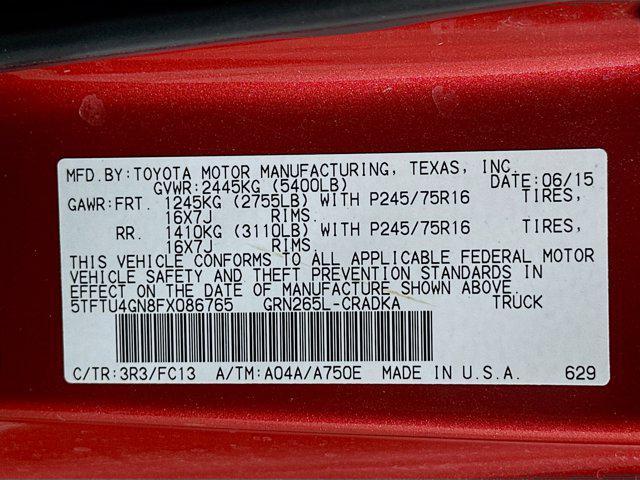 MFD.BY:TOYOTA MOTOR MANUFACTURING, TEXAS, INC.
GVWR:2445KG (5400LB) DATE:06/15
GAWR:FRT. 1245KG (2755LB) WITH P245/75R16 TIRES,
16X7J RIMS.
RR. 1410KG (3110LB) WITH P245/75R16 TIRES,
16X7J RIMS.
THIS VEHICLE CONFORMS TO ALL APPLICABLE FEDERAL MOTOR
VEHICLE SAFETY AND THEFT PREVENTION STANDARDS IN
EFFECT ON THE DATE OF MANUFACTURE SHOWN ABOVE.
5TFTU4GN8FX086765 GRN265L-CRADKA TRUCK
C/TR:3R3/FC13 A/TM:A04A/A750E MADE IN U.S.A. 629